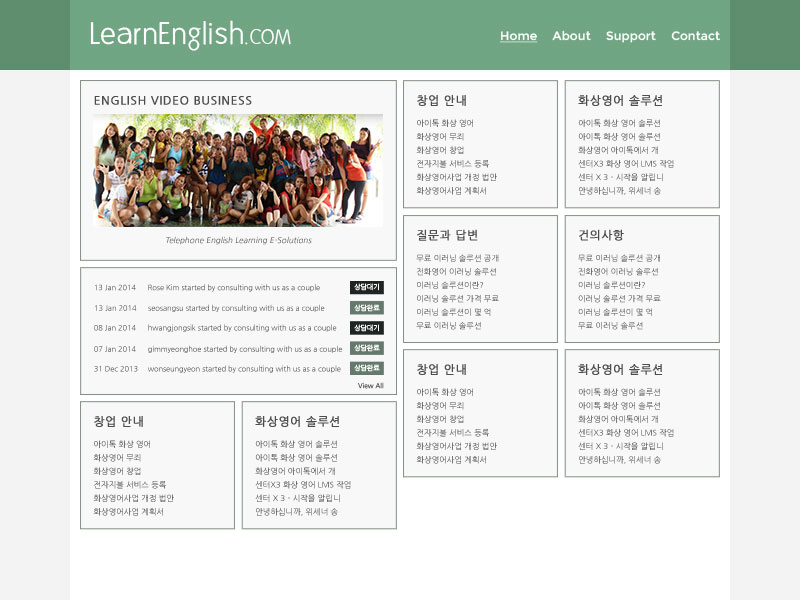 LearnEnglish.COM
Home About Support Contact
ENGLISH VIDEO BUSINESS
Telephone English Learning E-Solutions
13 Jan 2014 Rose Kim started by consulting with us as a couple 상담대기
13 Jan 2014 seosangsu started by consulting with us as a couple 상담완료
08 Jan 2014 hwangjongsik started by consulting with us as a couple 상담대기
07 Jan 2014 gimmyeonghoe started by consulting with us as a couple 상담완료
31 Dec 2013 wonseungyeon started by consulting with us as a couple 상담완료
View All
창업 안내
아이톡 화상 영어
화상영어 무죄
화상영어 창업
전자지불 서비스 등록
화상영어사업 개정 법안
화상영어사업 계획서
화상영어 솔루션
아이톡 화상 영어 솔루션
아이톡 화상 영어 솔루션
화상영어 아이톡에서 개
센터X3 화상 영어 LMS 작업
센터 X 3 - 시작을 알립니
안녕하십니까, 위세너 송
창업 안내
아이톡 화상 영어
화상영어 무죄
화상영어 창업
전자지불 서비스 등록
화상영어사업 개정 법안
화상영어사업 계획서
화상영어 솔루션
아이톡 화상 영어 솔루션
아이톡 화상 영어 솔루션
화상영어 아이톡에서 개
센터X3 화상 영어 LMS 작업
센터 X 3 - 시작을 알립니
안녕하십니까, 위세너 송
질문과 답변
무료 이러닝 솔루션 공개
전화영어 이러닝 솔루션
이러닝 솔루션이란?
이러닝 솔루션 가격 무료
이러닝 솔루션이 몇 억
무료 이러닝 솔루션
건의사항
무료 이러닝 솔루션 공개
전화영어 이러닝 솔루션
이러닝 솔루션이란?
이러닝 솔루션 가격 무료
이러닝 솔루션이 몇 억
무료 이러닝 솔루션
창업 안내
아이톡 화상 영어
화상영어 무죄
화상영어 창업
전자지불 서비스 등록
화상영어사업 개정 법안
화상영어사업 계획서
화상영어 솔루션
아이톡 화상 영어 솔루션
아이톡 화상 영어 솔루션
화상영어 아이톡에서 개
센터X3 화상 영어 LMS 작업
센터 X 3 - 시작을 알립니
안녕하십니까, 위세너 송